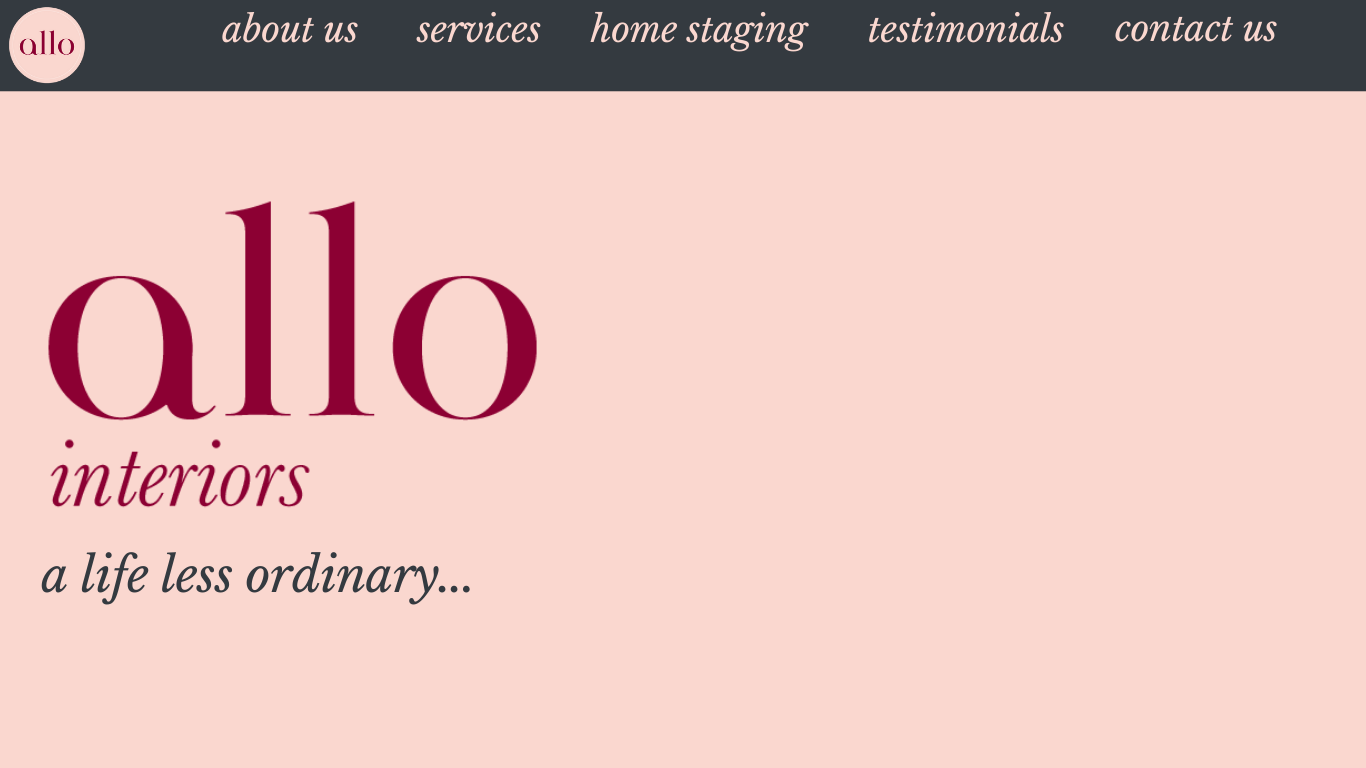 allo
about us
services
home staging
testimonials
contact us
allo
interiors
a life less ordinary...